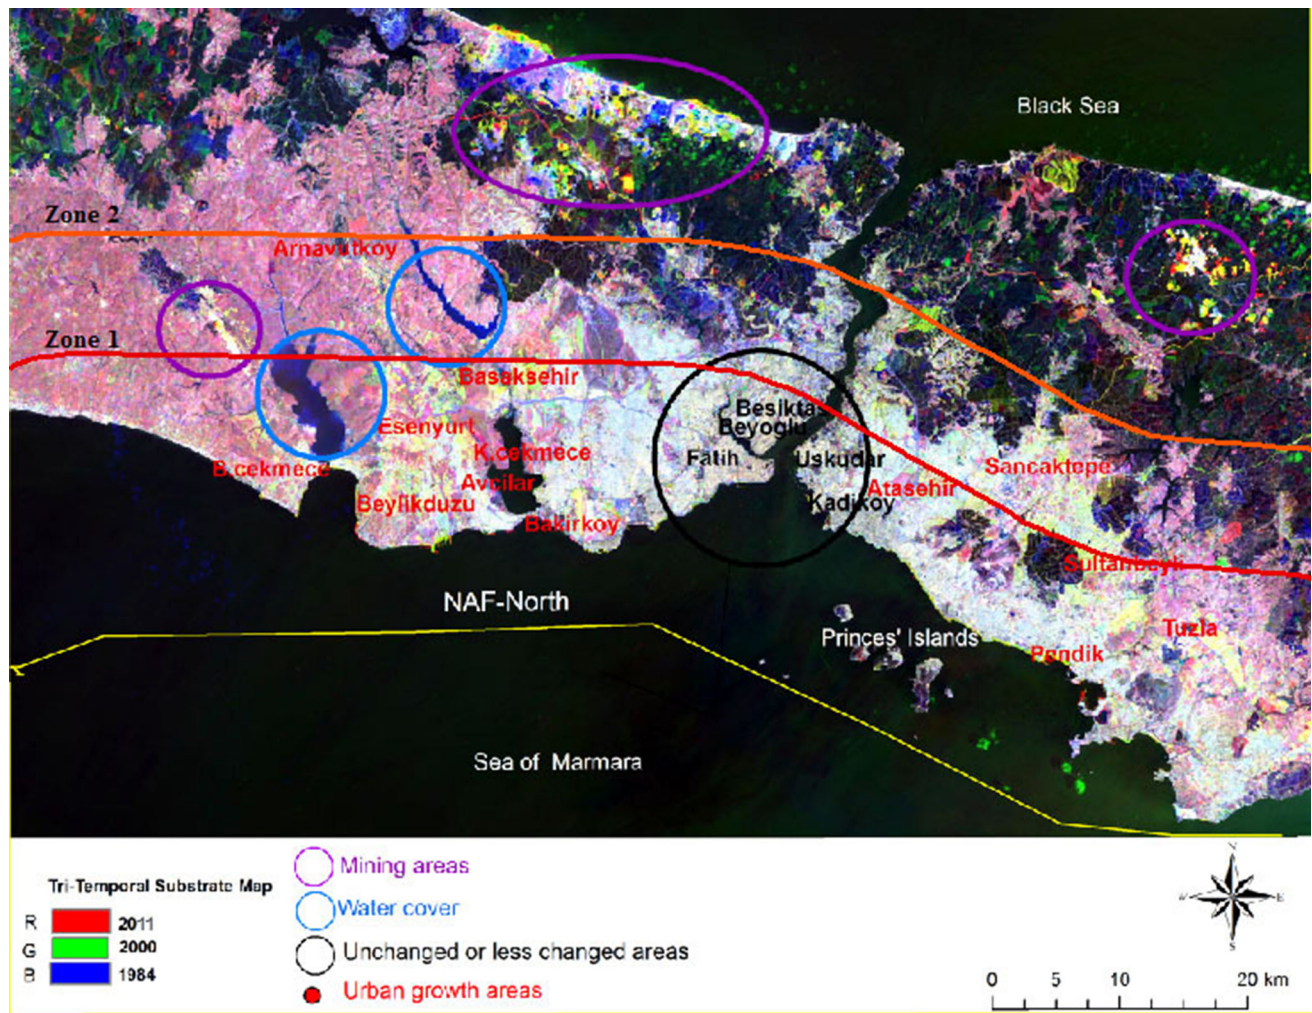 Black Sea
Zone 2
Arnavutkoy
Zone 1
Basaksehir
Besiktas
Beyoglu
Esenyurt
Fatih
Uskudar
K.cekmece
Sancaktepe
B.cekmece
Avcilar
Atasehir
Beylikduzu
Kadikoy
Bakirkoy
Sultanbeyli
NAF-North
Tuzla
Princes' Islands
Pendik
Sea of Marmara
Mining areas
Tri-Temporal Substrate Map
Water cover
R 2011
G 2000
B 1984
Unchanged or less changed areas
Urban growth areas
N
W E
S
0 5 10 20 km